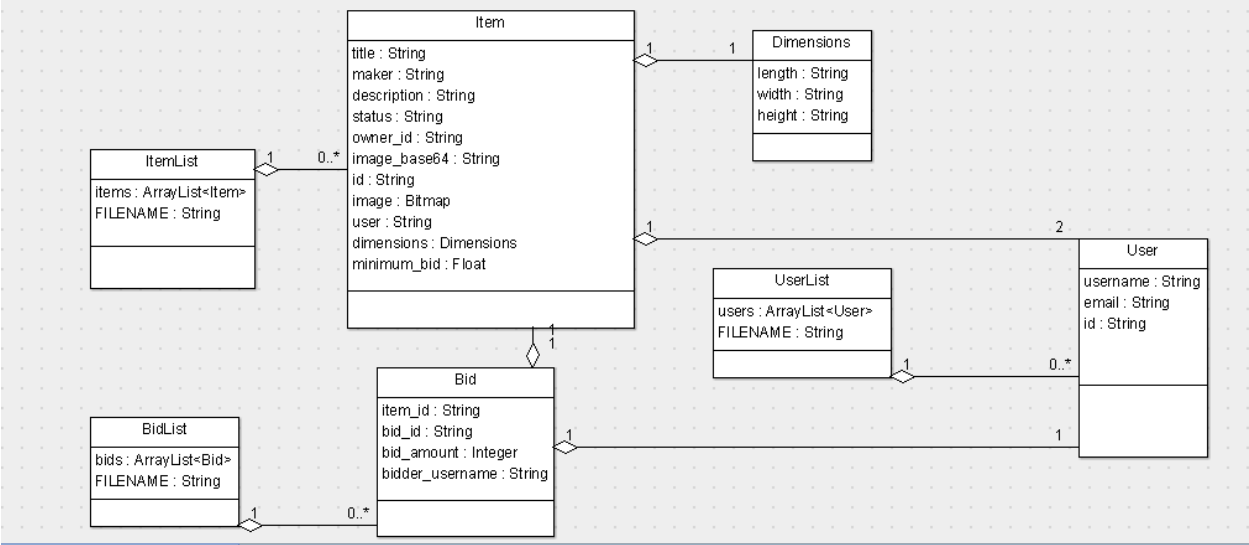 Item
title : String
maker : String
description : String
status : String
owner_id : String
image_base64 : String
id : String
image : Bitmap
user : String
dimensions : Dimensions
minimum_bid : Float
1
1
Dimensions
length : String
width : String
height : String
ItemList
items : ArrayList<Item>
FILENAME : String
1
0..*
1
2
User
username : String
email : String
id : String
UserList
users : ArrayList<User>
FILENAME : String
1
0..*
1
1
Bid
item_id : String
bid_id : String
bid_amount : Integer
bidder_username : String
1
1
BidList
bids : ArrayList<Bid>
FILENAME : String
1
0..*